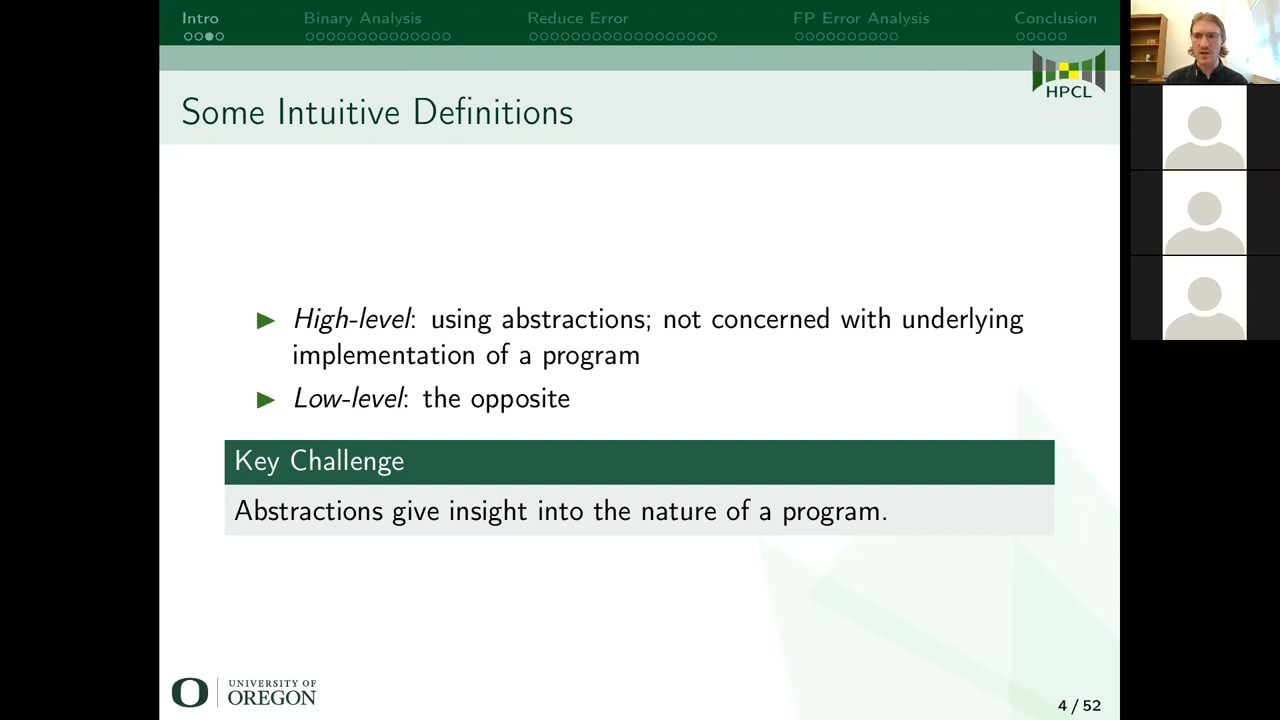 Intro Binary Analysis Reduce Error FP Error Analysis Conclusion
HPCL
Some Intuitive Definitions
High-level: using abstractions; not concerned with underlying
implementation of a program
Low-level: the opposite
Key Challenge
Abstractions give insight into the nature of a program.
O UNIVERSITY OF
OREGON
4 / 52